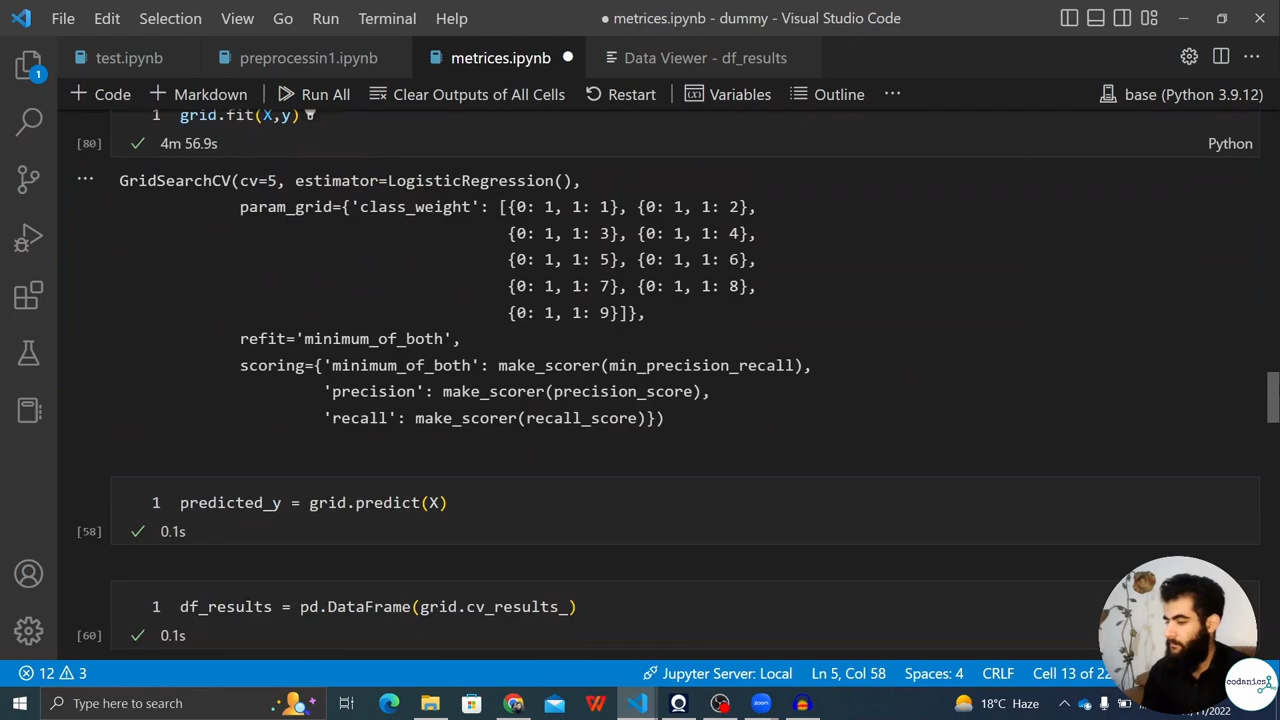 File Edit Selection View Go Run Terminal Help
● metrices.ipynb - dummy - Visual Studio Code
test.ipynb preprocessin1.ipynb metrices.ipynb Data Viewer - df_results
Code Markdown Run All Clear Outputs of All Cells Restart Variables Outline base (Python 3.9.12)
1 grid.fit(X,y)
[80] 4m 56.9s Python
GridSearchCV(cv=5, estimator=LogisticRegression(),
param_grid={'class_weight': [{0: 1, 1: 1}, {0: 1, 1: 2},
{0: 1, 1: 3}, {0: 1, 1: 4},
{0: 1, 1: 5}, {0: 1, 1: 6},
{0: 1, 1: 7}, {0: 1, 1: 8},
{0: 1, 1: 9}]},
refit='minimum_of_both',
scoring={'minimum_of_both': make_scorer(min_precision_recall),
'precision': make_scorer(precision_score),
'recall': make_scorer(recall_score)})
1 predicted_y = grid.predict(X)
[58] 0.1s
1 df_results = pd.DataFrame(grid.cv_results_)
[60] 0.1s
codanics
12 3 Jupyter Server: Local Ln 5, Col 58 Spaces: 4 CRLF Cell 13 of 22
Type here to search 18°C Haze
2022